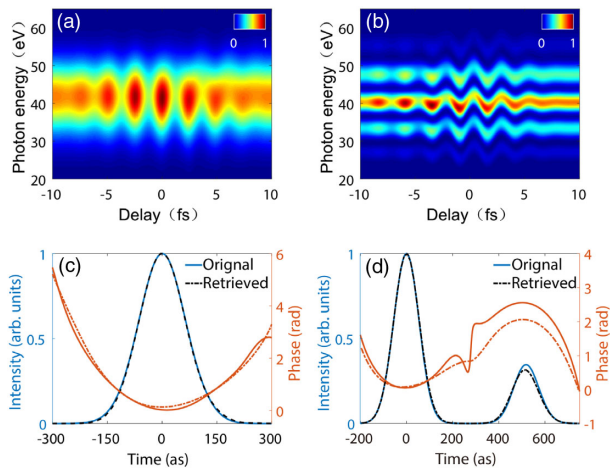 (a)
0 1
60
50
40
30
20
Photon energy（eV）
-10 -5 0 5 10
Delay（fs）
(b)
0 1
60
50
40
30
20
Photon energy（eV）
-10 -5 0 5 10
Delay（fs）
(c)
Orignal
Retrieved
1
0.5
0
Intensity (arb. units)
6
4
2
0
Phase (rad)
-300 -150 0 150 300
Time (as)
(d)
Orignal
Retrieved
1
0.5
0
Intensity (arb. units)
4
3
2
1
0
-1
Phase (rad)
-200 0 200 400 600
Time (as)